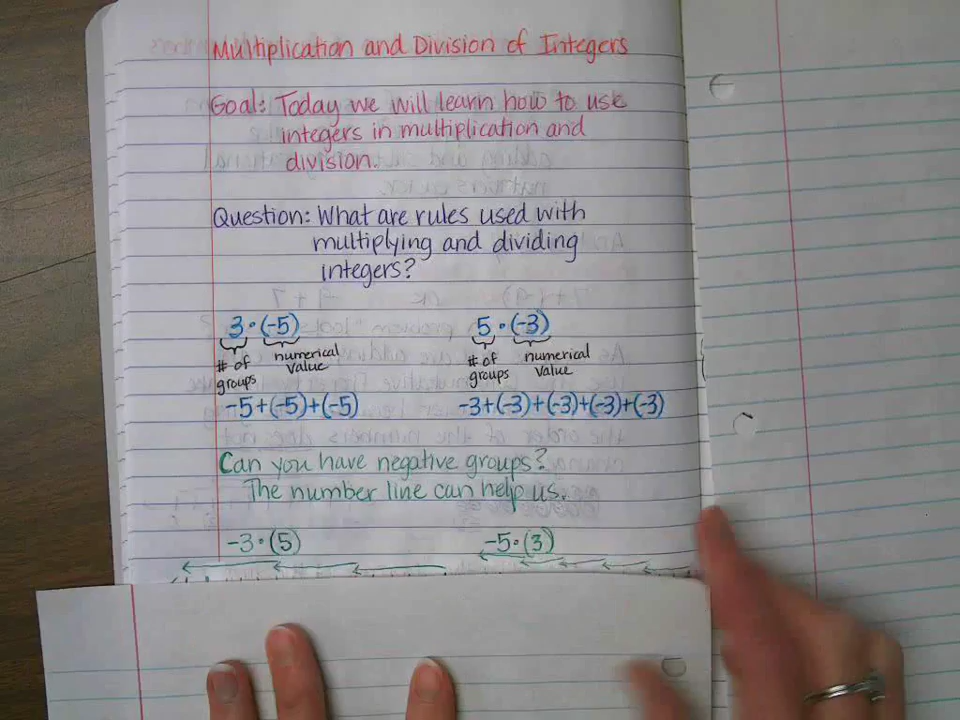 Multiplication and Division of Integers
Goal: Today we will learn how to use
integers in multiplication and
division.
Question: What are rules used with
multiplying and dividing
integers?
3 · (-5) 5 · (-3)
# of groups numerical value # of groups numerical value
-5+(-5)+(-5) -3+(-3)+(-3)+(-3)+(-3)
Can you have negative groups?
The number line can help us.
-3·(5) -5·(3)